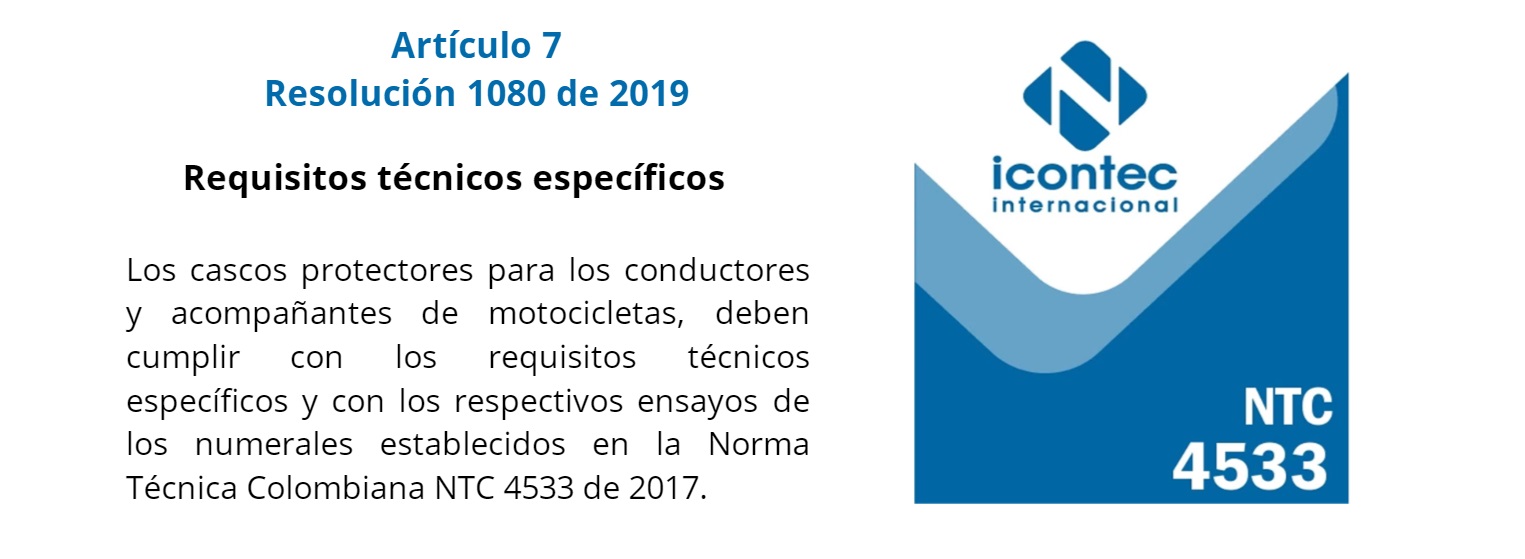 Artículo 7
Resolución 1080 de 2019
Requisitos técnicos específicos
Los cascos protectores para los conductores
y acompañantes de motocicletas, deben
cumplir con los requisitos técnicos
específicos y con los respectivos ensayos de
los numerales establecidos en la Norma
Técnica Colombiana NTC 4533 de 2017.
icontec
internacional
NTC
4533